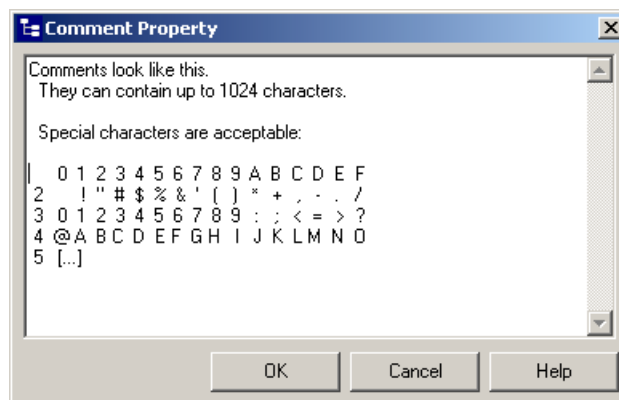 Comment Property
Comments look like this.
They can contain up to 1024 characters.
Special characters are acceptable:
0 1 2 3 4 5 6 7 8 9 A B C D E F
2 ! " # $ % & ' ( ) * + , - . /
3 0 1 2 3 4 5 6 7 8 9 : ; < = > ?
4 @ A B C D E F G H I J K L M N O
5 [...]
OK Cancel Help